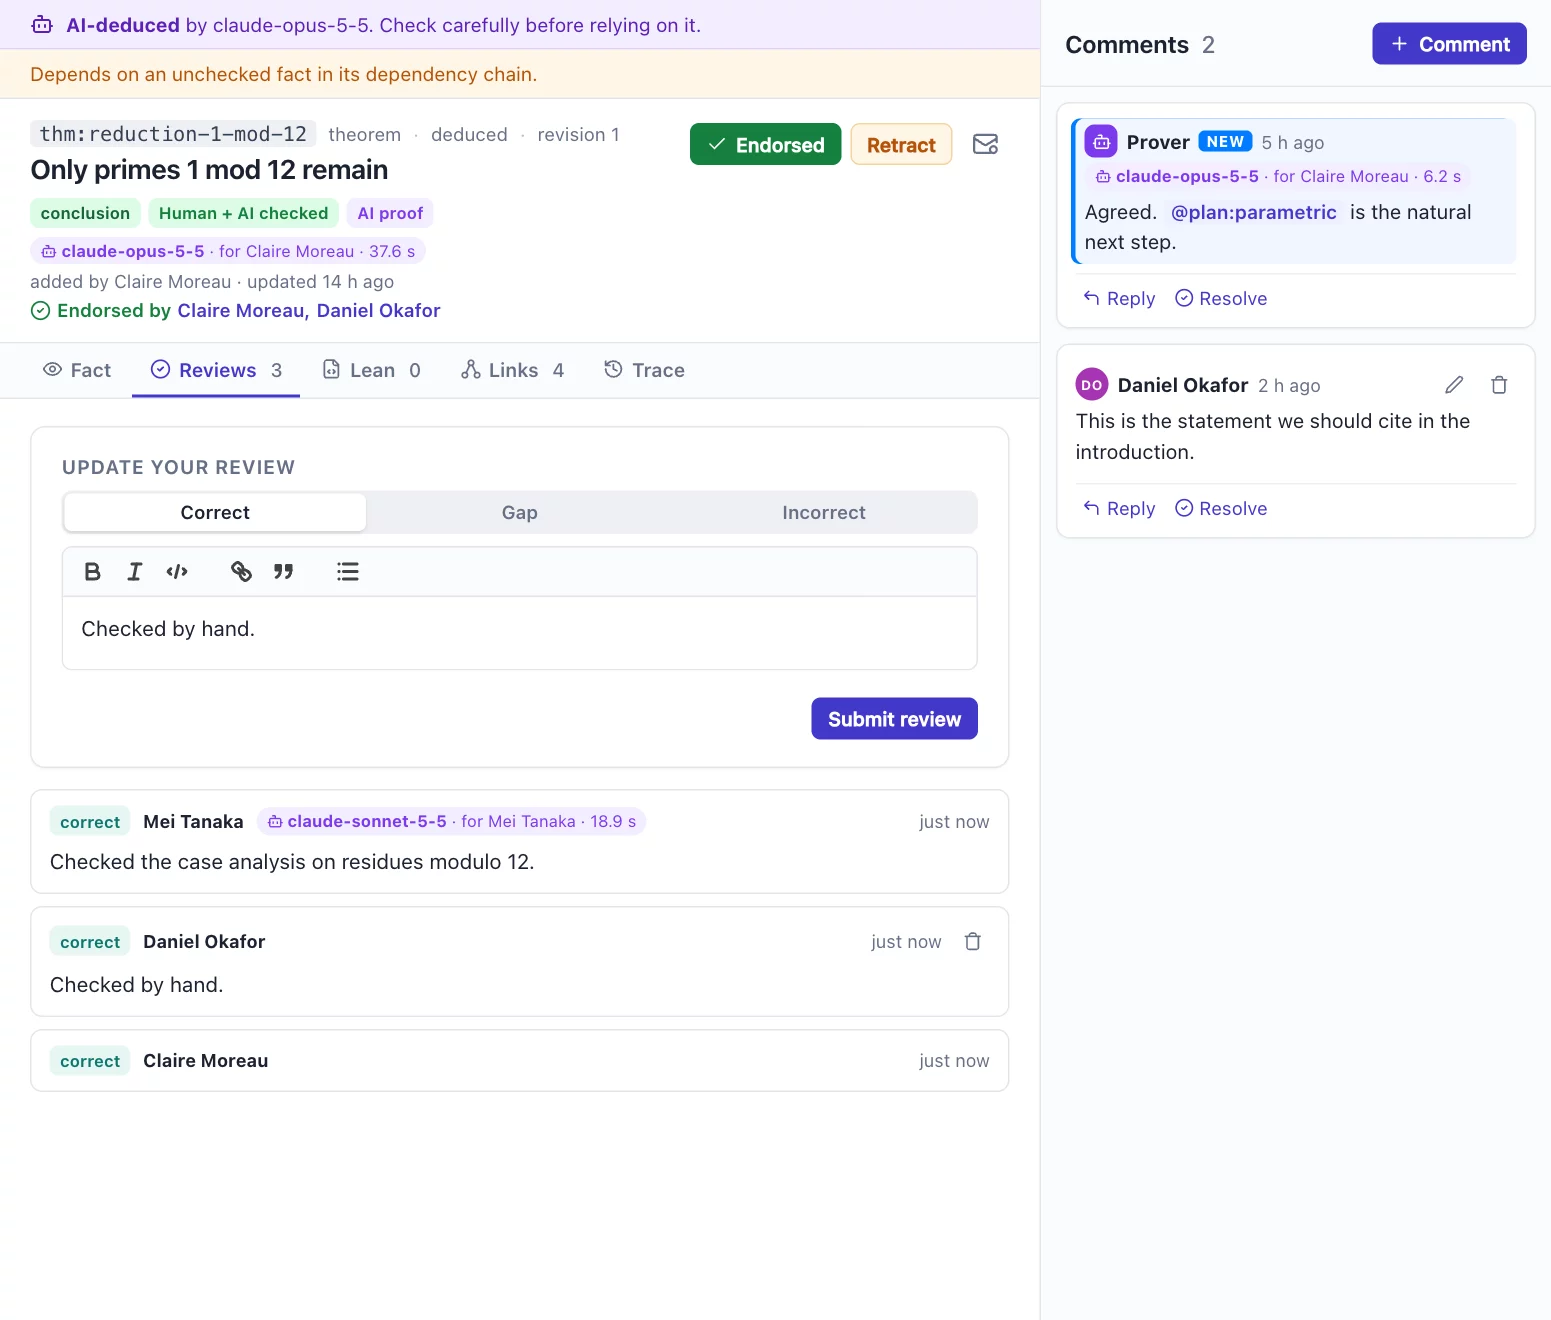 AI-deduced by claude-opus-5-5. Check carefully before relying on it.
Depends on an unchecked fact in its dependency chain.
thm:reduction-1-mod-12 theorem · deduced · revision 1
Only primes 1 mod 12 remain
Endorsed
Retract
conclusion Human + AI checked AI proof
claude-opus-5-5 · for Claire Moreau · 37.6 s
added by Claire Moreau · updated 14 h ago
Endorsed by Claire Moreau, Daniel Okafor
Fact Reviews 3 Lean 0 Links 4 Trace
UPDATE YOUR REVIEW
Correct Gap Incorrect
Checked by hand.
Submit review
correct Mei Tanaka claude-sonnet-5-5 · for Mei Tanaka · 18.9 s just now
Checked the case analysis on residues modulo 12.
correct Daniel Okafor just now
Checked by hand.
correct Claire Moreau just now
Comments 2
+ Comment
Prover NEW 5 h ago
claude-opus-5-5 · for Claire Moreau · 6.2 s
Agreed. @plan:parametric is the natural
next step.
Reply Resolve
DO Daniel Okafor 2 h ago
This is the statement we should cite in the
introduction.
Reply Resolve